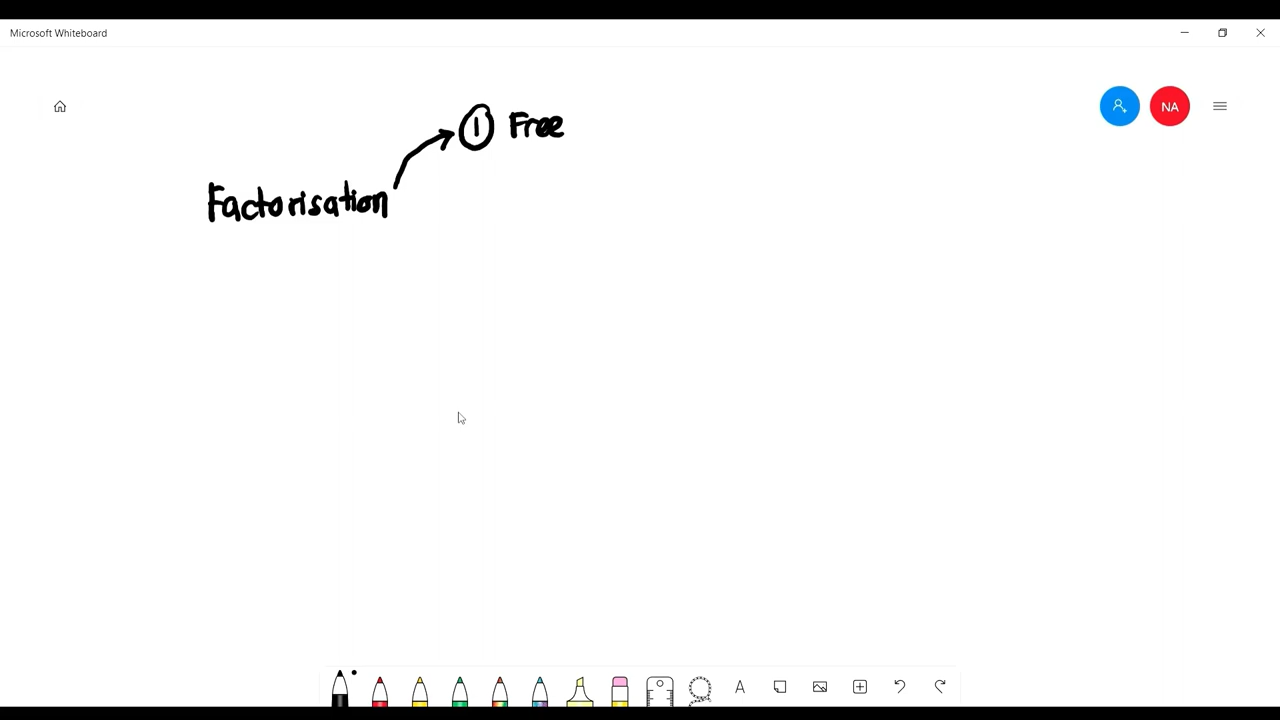 Microsoft Whiteboard
① Free
NA
Factorisation
A